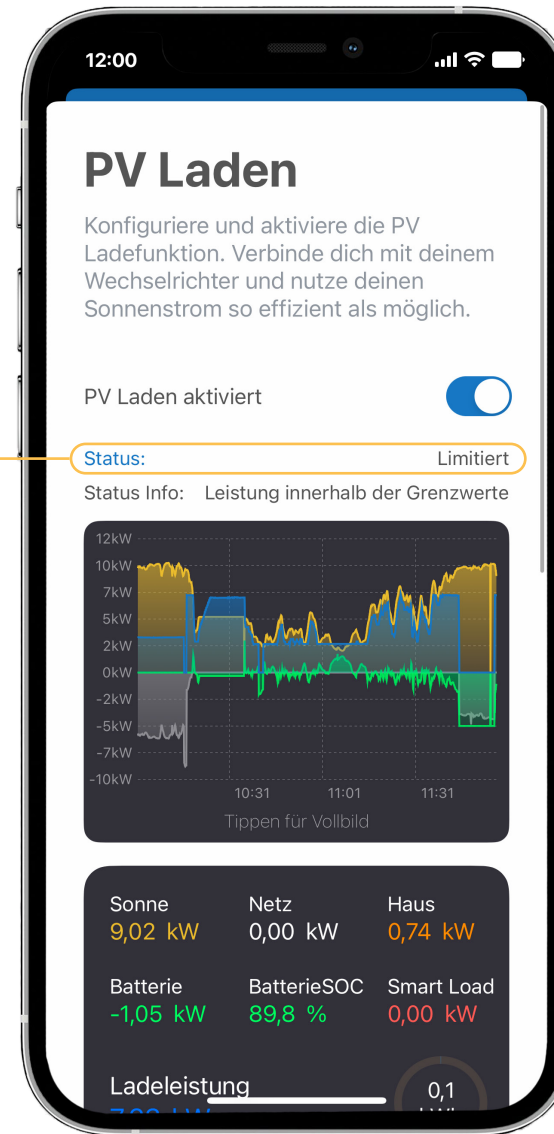 12:00
PV Laden
Konfiguriere und aktiviere die PV
Ladefunktion. Verbinde dich mit deinem
Wechselrichter und nutze deinen
Sonnenstrom so effizient als möglich.
PV Laden aktiviert
Status: Limitiert
Status Info: Leistung innerhalb der Grenzwerte
12kW
10kW
7kW
5kW
2kW
0kW
-2kW
-5kW
-7kW
-10kW
10:31 11:01 11:31
Tippen für Vollbild
Sonne Netz Haus
9,02 kW 0,00 kW 0,74 kW
Batterie BatterieSOC Smart Load
-1,05 kW 89,8 % 0,00 kW
Ladeleistung 0,1